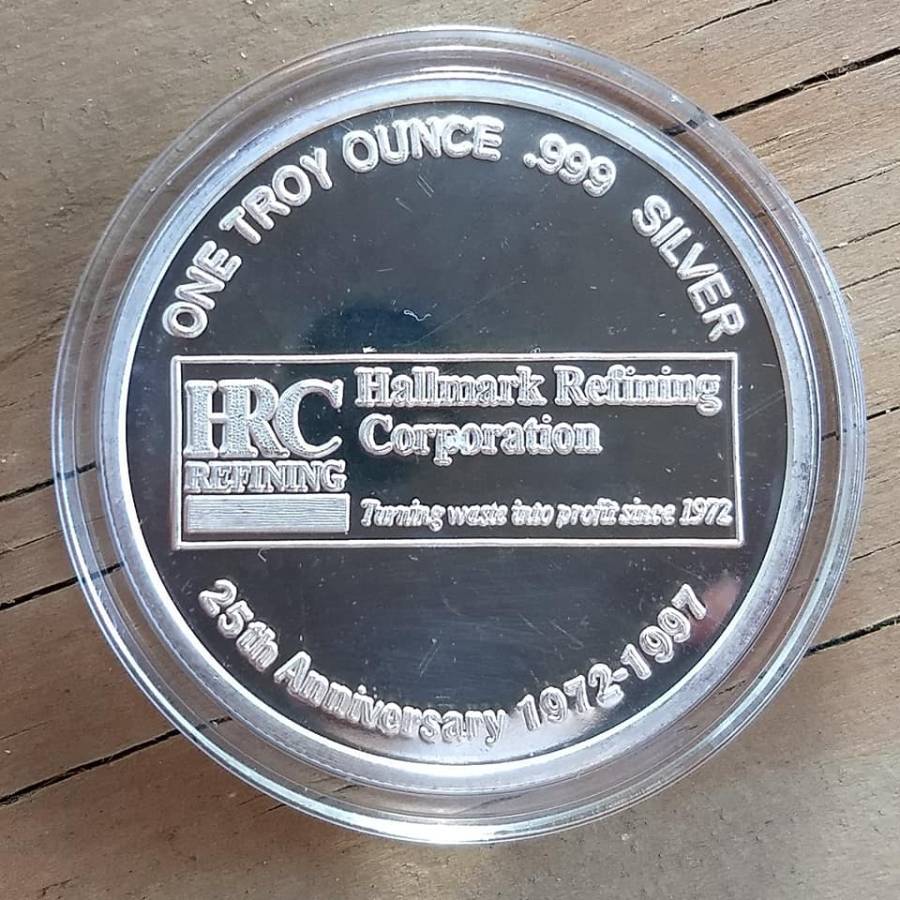 ONE TROY OUNCE .999 SILVER
HRC
REFINING
Hallmark Refining
Corporation
Turning waste into profit since 1972
25th Anniversary 1972-1997